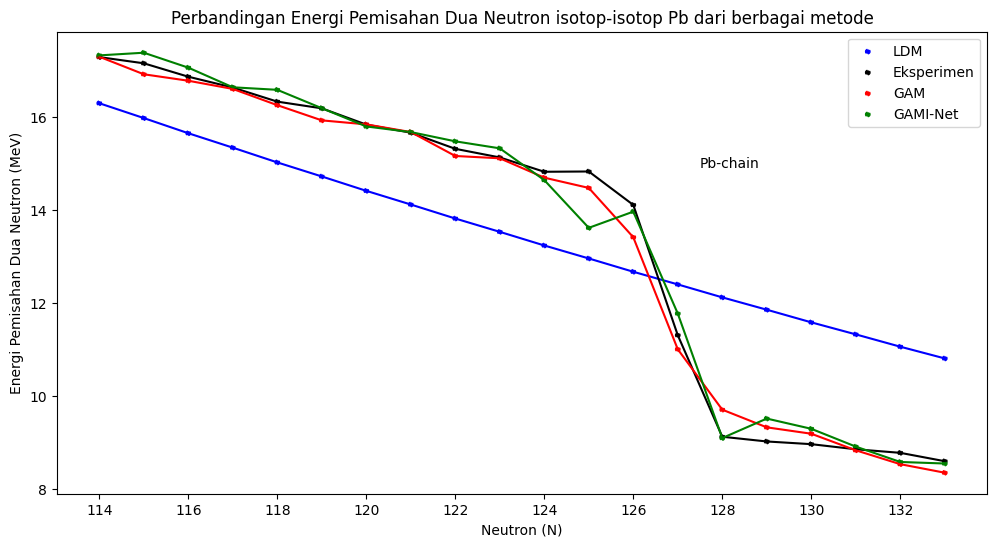 Perbandingan Energi Pemisahan Dua Neutron isotop-isotop Pb dari berbagai metode
LDM
Eksperimen
GAM
GAMI-Net
Pb-chain
Energi Pemisahan Dua Neutron (MeV)
16
14
12
10
8
114 116 118 120 122 124 126 128 130 132
Neutron (N)